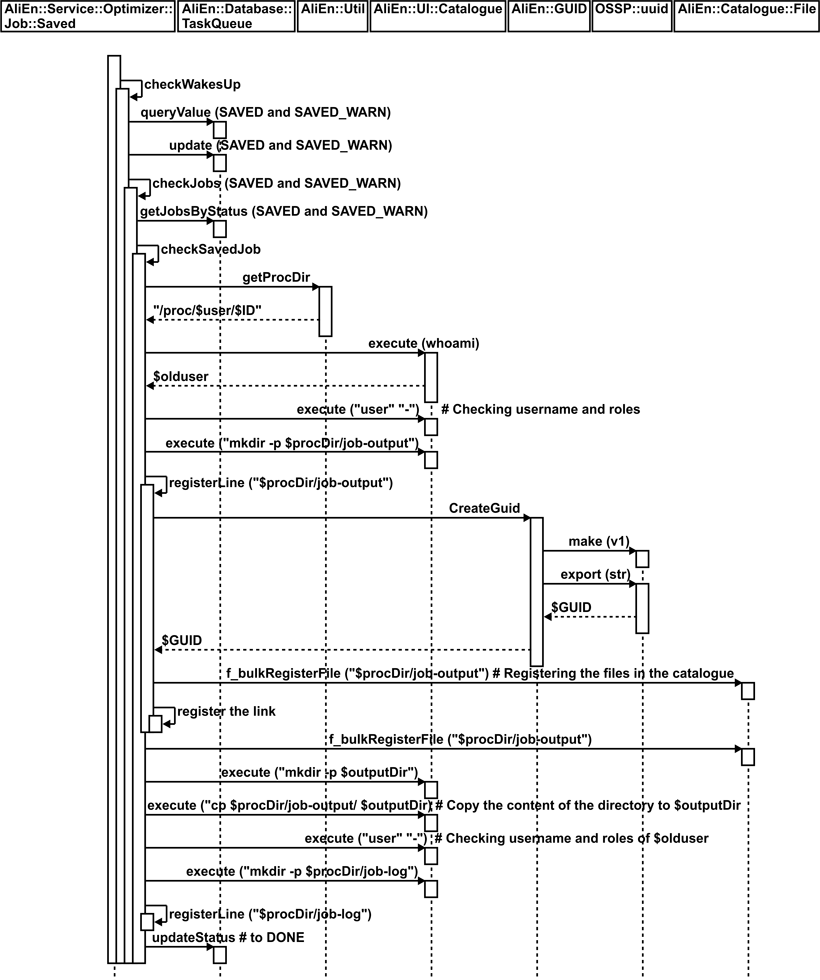 AliEn::Service::Optimizer::
Job::Saved
AliEn::Database::
TaskQueue
AliEn::Util
AliEn::UI::Catalogue
AliEn::GUID
OSSP::uuid
AliEn::Catalogue::File
checkWakesUp
queryValue (SAVED and SAVED_WARN)
update (SAVED and SAVED_WARN)
checkJobs (SAVED and SAVED_WARN)
getJobsByStatus (SAVED and SAVED_WARN)
checkSavedJob
getProcDir
"/proc/$user/$ID"
execute (whoami)
$olduser
execute ("user" "-") # Checking username and roles
execute ("mkdir -p $procDir/job-output")
registerLine ("$procDir/job-output")
CreateGuid
make (v1)
export (str)
$GUID
$GUID
f_bulkRegisterFile ("$procDir/job-output") # Registering the files in the catalogue
register the link
f_bulkRegisterFile ("$procDir/job-output")
execute ("mkdir -p $outputDir")
execute ("cp $procDir/job-output/ $outputDir) # Copy the content of the directory to $outputDir
execute ("user" "-") # Checking username and roles of $olduser
execute ("mkdir -p $procDir/job-log")
registerLine ("$procDir/job-log")
updateStatus # to DONE